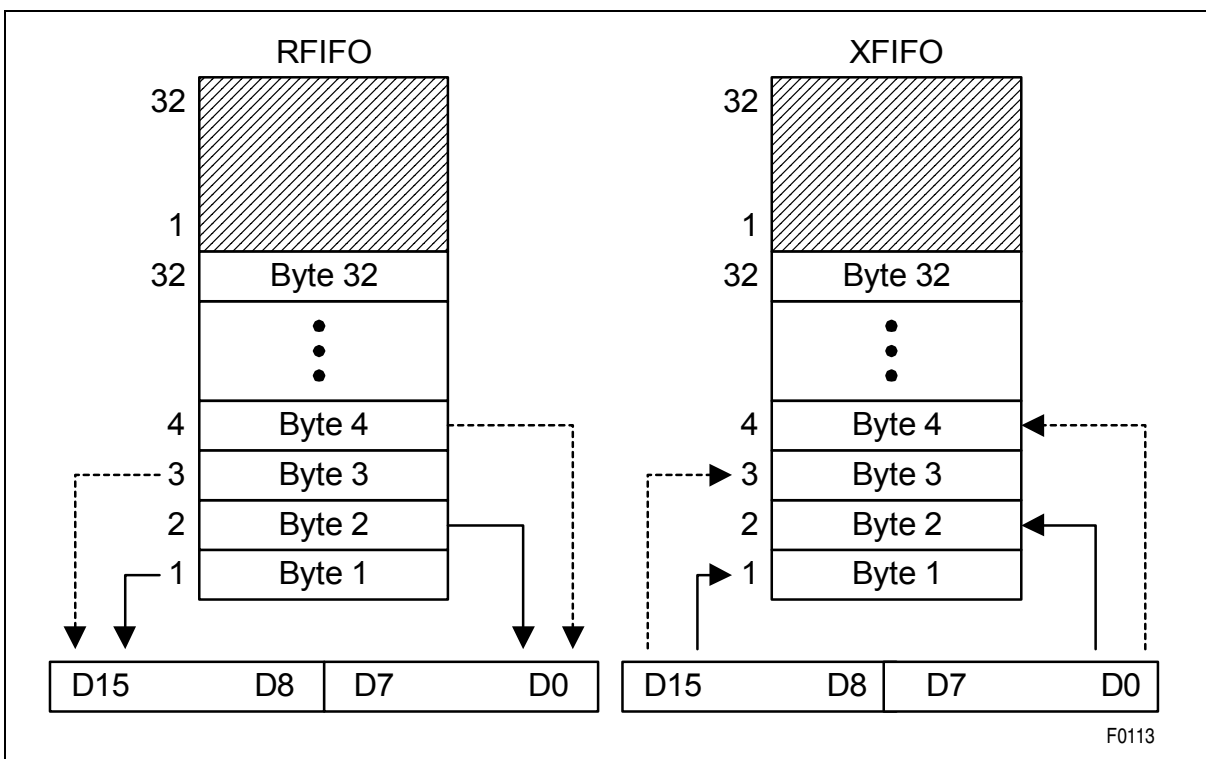 RFIFO XFIFO
32 32
1 1
32 Byte 32 32 Byte 32
4 Byte 4 4 Byte 4
3 Byte 3 3 Byte 3
2 Byte 2 2 Byte 2
1 Byte 1 1 Byte 1
D15 D8 D7 D0 D15 D8 D7 D0
F0113